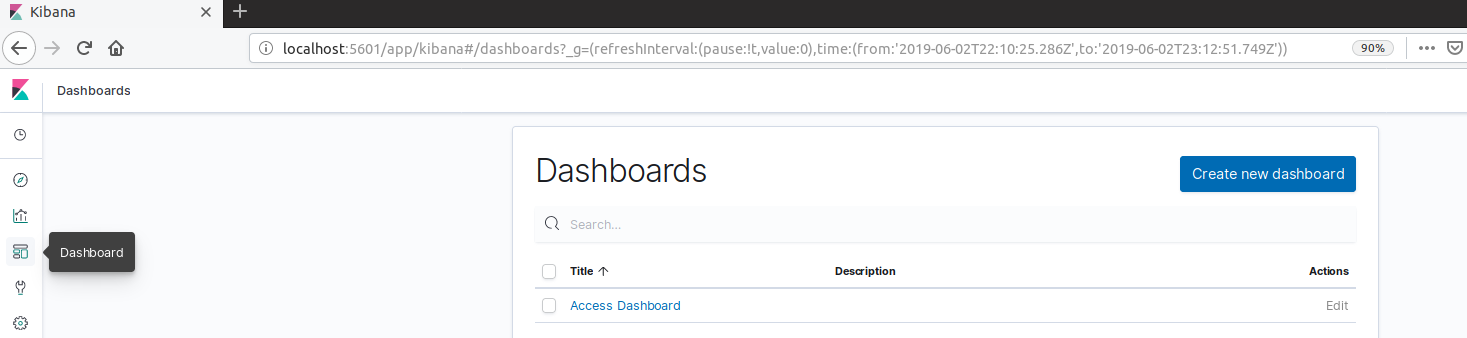 Kibana
localhost:5601/app/kibana#/dashboards?_g=(refreshInterval:(pause:!t,value:0),time:(from:'2019-06-02T22:10:25.286Z',to:'2019-06-02T23:12:51.749Z'))
90%
Dashboards
Dashboards
Create new dashboard
Search...
Dashboard
Title Description Actions
Access Dashboard Edit